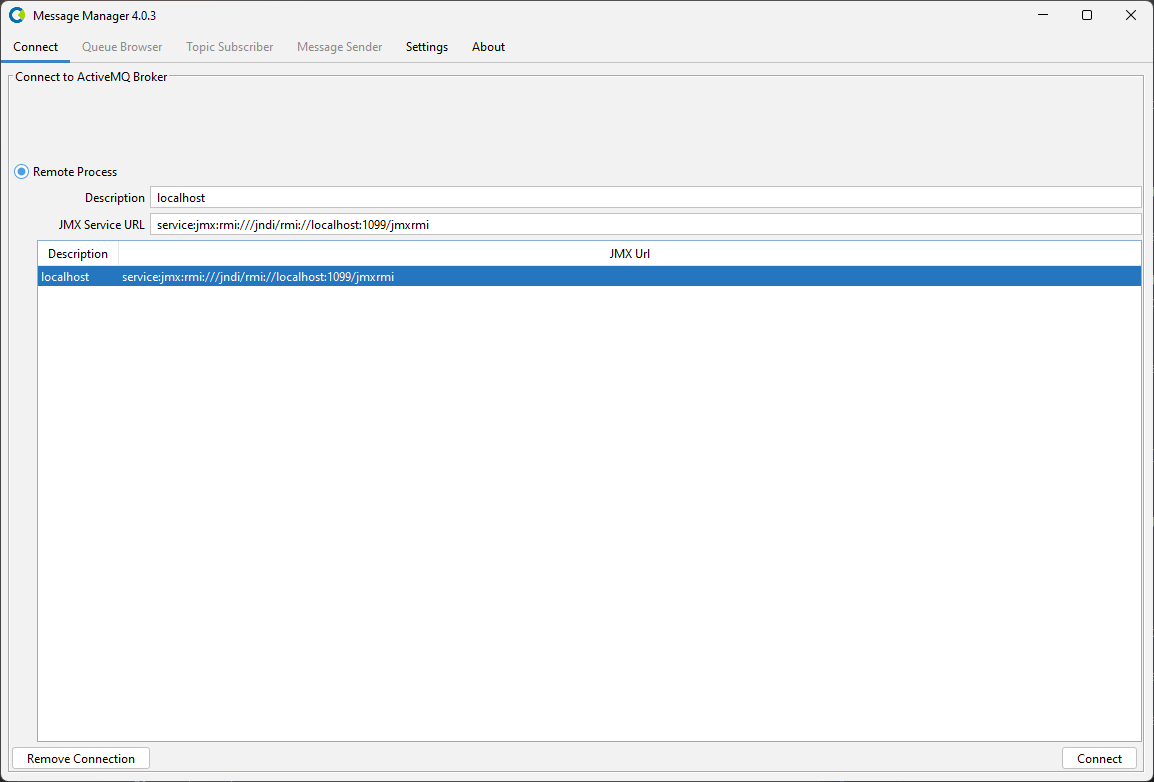 Message Manager 4.0.3
Connect Queue Browser Topic Subscriber Message Sender Settings About
Connect to ActiveMQ Broker
Remote Process
Description localhost
JMX Service URL service:jmx:rmi:///jndi/rmi://localhost:1099/jmxrmi
Description JMX Url
localhost service:jmx:rmi:///jndi/rmi://localhost:1099/jmxrmi
Remove Connection Connect